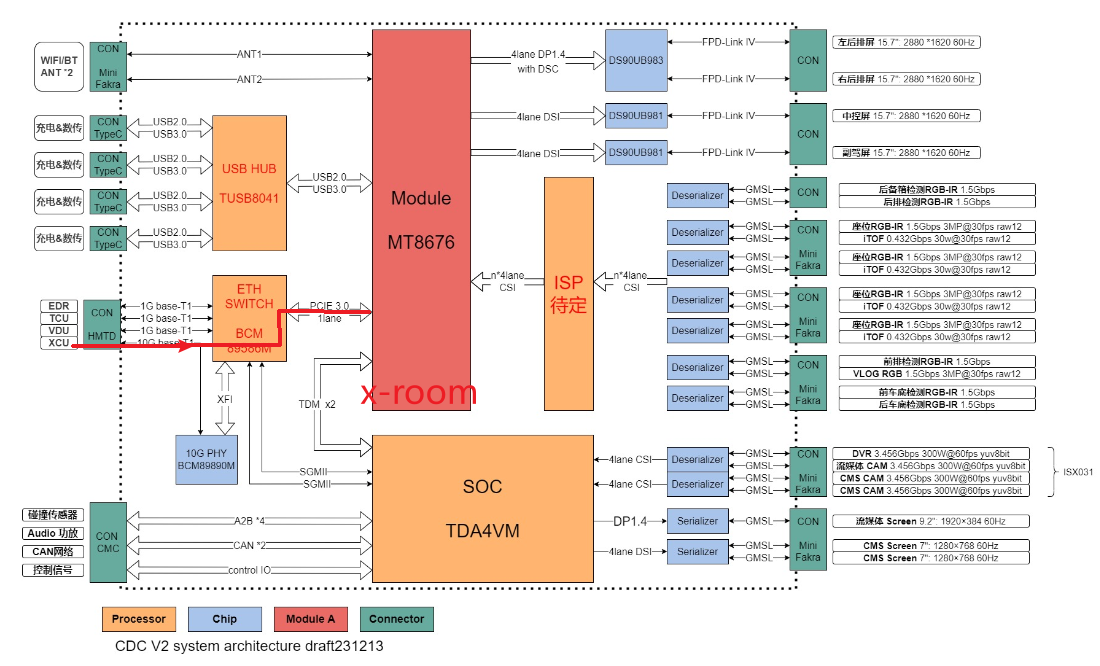 WIFI/BT
ANT *2
CON
Mini
Fakra
ANT1
ANT2
充电&数传
CON
TypeC
USB2.0
USB3.0
充电&数传
CON
TypeC
USB2.0
USB3.0
充电&数传
CON
TypeC
USB2.0
USB3.0
充电&数传
CON
TypeC
USB2.0
USB3.0
USB HUB
TUSB8041
USB2.0
USB3.0
Module
MT8676
x-room
4lane DP1.4
with DSC
DS90UB983
FPD-Link IV
FPD-Link IV
CON
左后排屏 15.7": 2880 *1620 60Hz
右后排屏 15.7": 2880 *1620 60Hz
4lane DSI
DS90UB981
FPD-Link IV
4lane DSI
DS90UB981
FPD-Link IV
CON
中控屏 15.7": 2880 *1620 60Hz
副驾屏 15.7": 2880 *1620 60Hz
n*4lane
CSI
ISP
待定
n*4lane
CSI
Deserializer
GMSL
GMSL
CON
后备箱检测RGB-IR 1.5Gbps
后排检测RGB-IR 1.5Gbps
Deserializer
GMSL
GMSL
Deserializer
GMSL
GMSL
CON
Mini
Fakra
座位RGB-IR 1.5Gbps 3MP@30fps raw12
iTOF 0.432Gbps 30w@30fps raw12
座位RGB-IR 1.5Gbps 3MP@30fps raw12
iTOF 0.432Gbps 30w@30fps raw12
Deserializer
GMSL
GMSL
Deserializer
GMSL
GMSL
CON
Mini
Fakra
座位RGB-IR 1.5Gbps 3MP@30fps raw12
iTOF 0.432Gbps 30w@30fps raw12
座位RGB-IR 1.5Gbps 3MP@30fps raw12
iTOF 0.432Gbps 30w@30fps raw12
Deserializer
GMSL
GMSL
Deserializer
GMSL
GMSL
CON
Mini
Fakra
前排检测RGB-IR 1.5Gbps
VLOG RGB 1.5Gbps 3MP@30fps raw12
前车底检测RGB-IR 1.5Gbps
后车底检测RGB-IR 1.5Gbps
EDR
TCU
VDU
XCU
CON
HMTD
1G base-T1
1G base-T1
1G base-T1
10G base-T1
ETH
SWITCH
BCM
89586M
PCIE 3.0
1lane
XFI
10G PHY
BCM89890M
TDM x2
SGMII
SGMII
SOC
TDA4VM
4lane CSI
Deserializer
GMSL
GMSL
4lane CSI
Deserializer
GMSL
GMSL
CON
Mini
Fakra
DVR 3.456Gbps 300W@60fps yuv8bit
流媒体 CAM 3.456Gbps 300W@60fps yuv8bit
CMS CAM 3.456Gbps 300W@60fps yuv8bit
CMS CAM 3.456Gbps 300W@60fps yuv8bit
ISX031
DP1.4
Serializer
GMSL
4lane DSI
Serializer
GMSL
GMSL
CON
Mini
Fakra
流媒体 Screen 9.2": 1920×384 60Hz
CMS Screen 7": 1280×768 60Hz
CMS Screen 7": 1280×768 60Hz
碰撞传感器
Audio 功放
CAN网络
控制信号
CON
CMC
A2B *4
CAN *2
control IO
Processor
Chip
Module A
Connector
CDC V2 system architecture draft231213